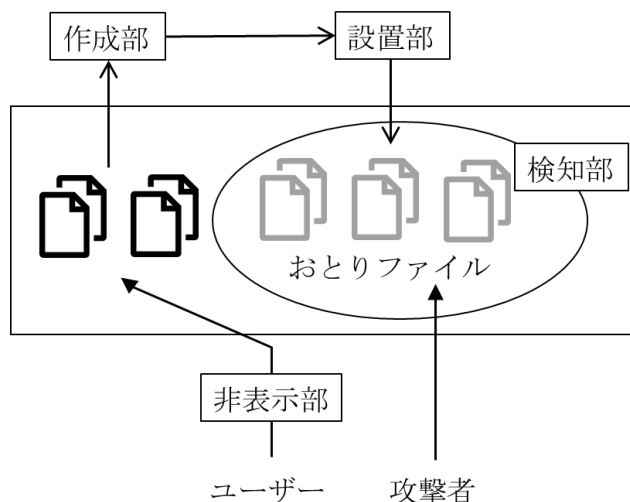 作成部
設置部
検知部
おとりファイル
非表示部
ユーザー
攻撃者